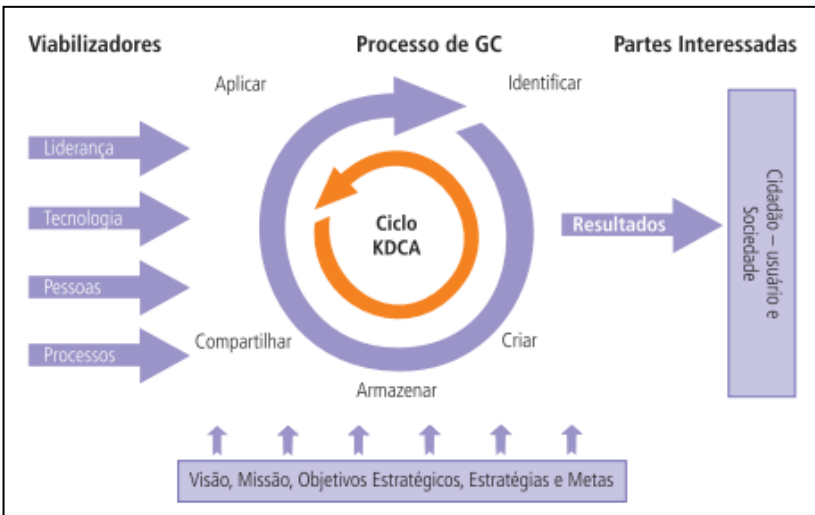 Viabilizadores
Processo de GC
Partes Interessadas
Aplicar
Identificar
Liderança
Tecnologia
Pessoas
Processos
Ciclo
KDCA
Resultados
Cidadão – usuário e
Sociedade
Compartilhar
Criar
Armazenar
Visão, Missão, Objetivos Estratégicos, Estratégias e Metas